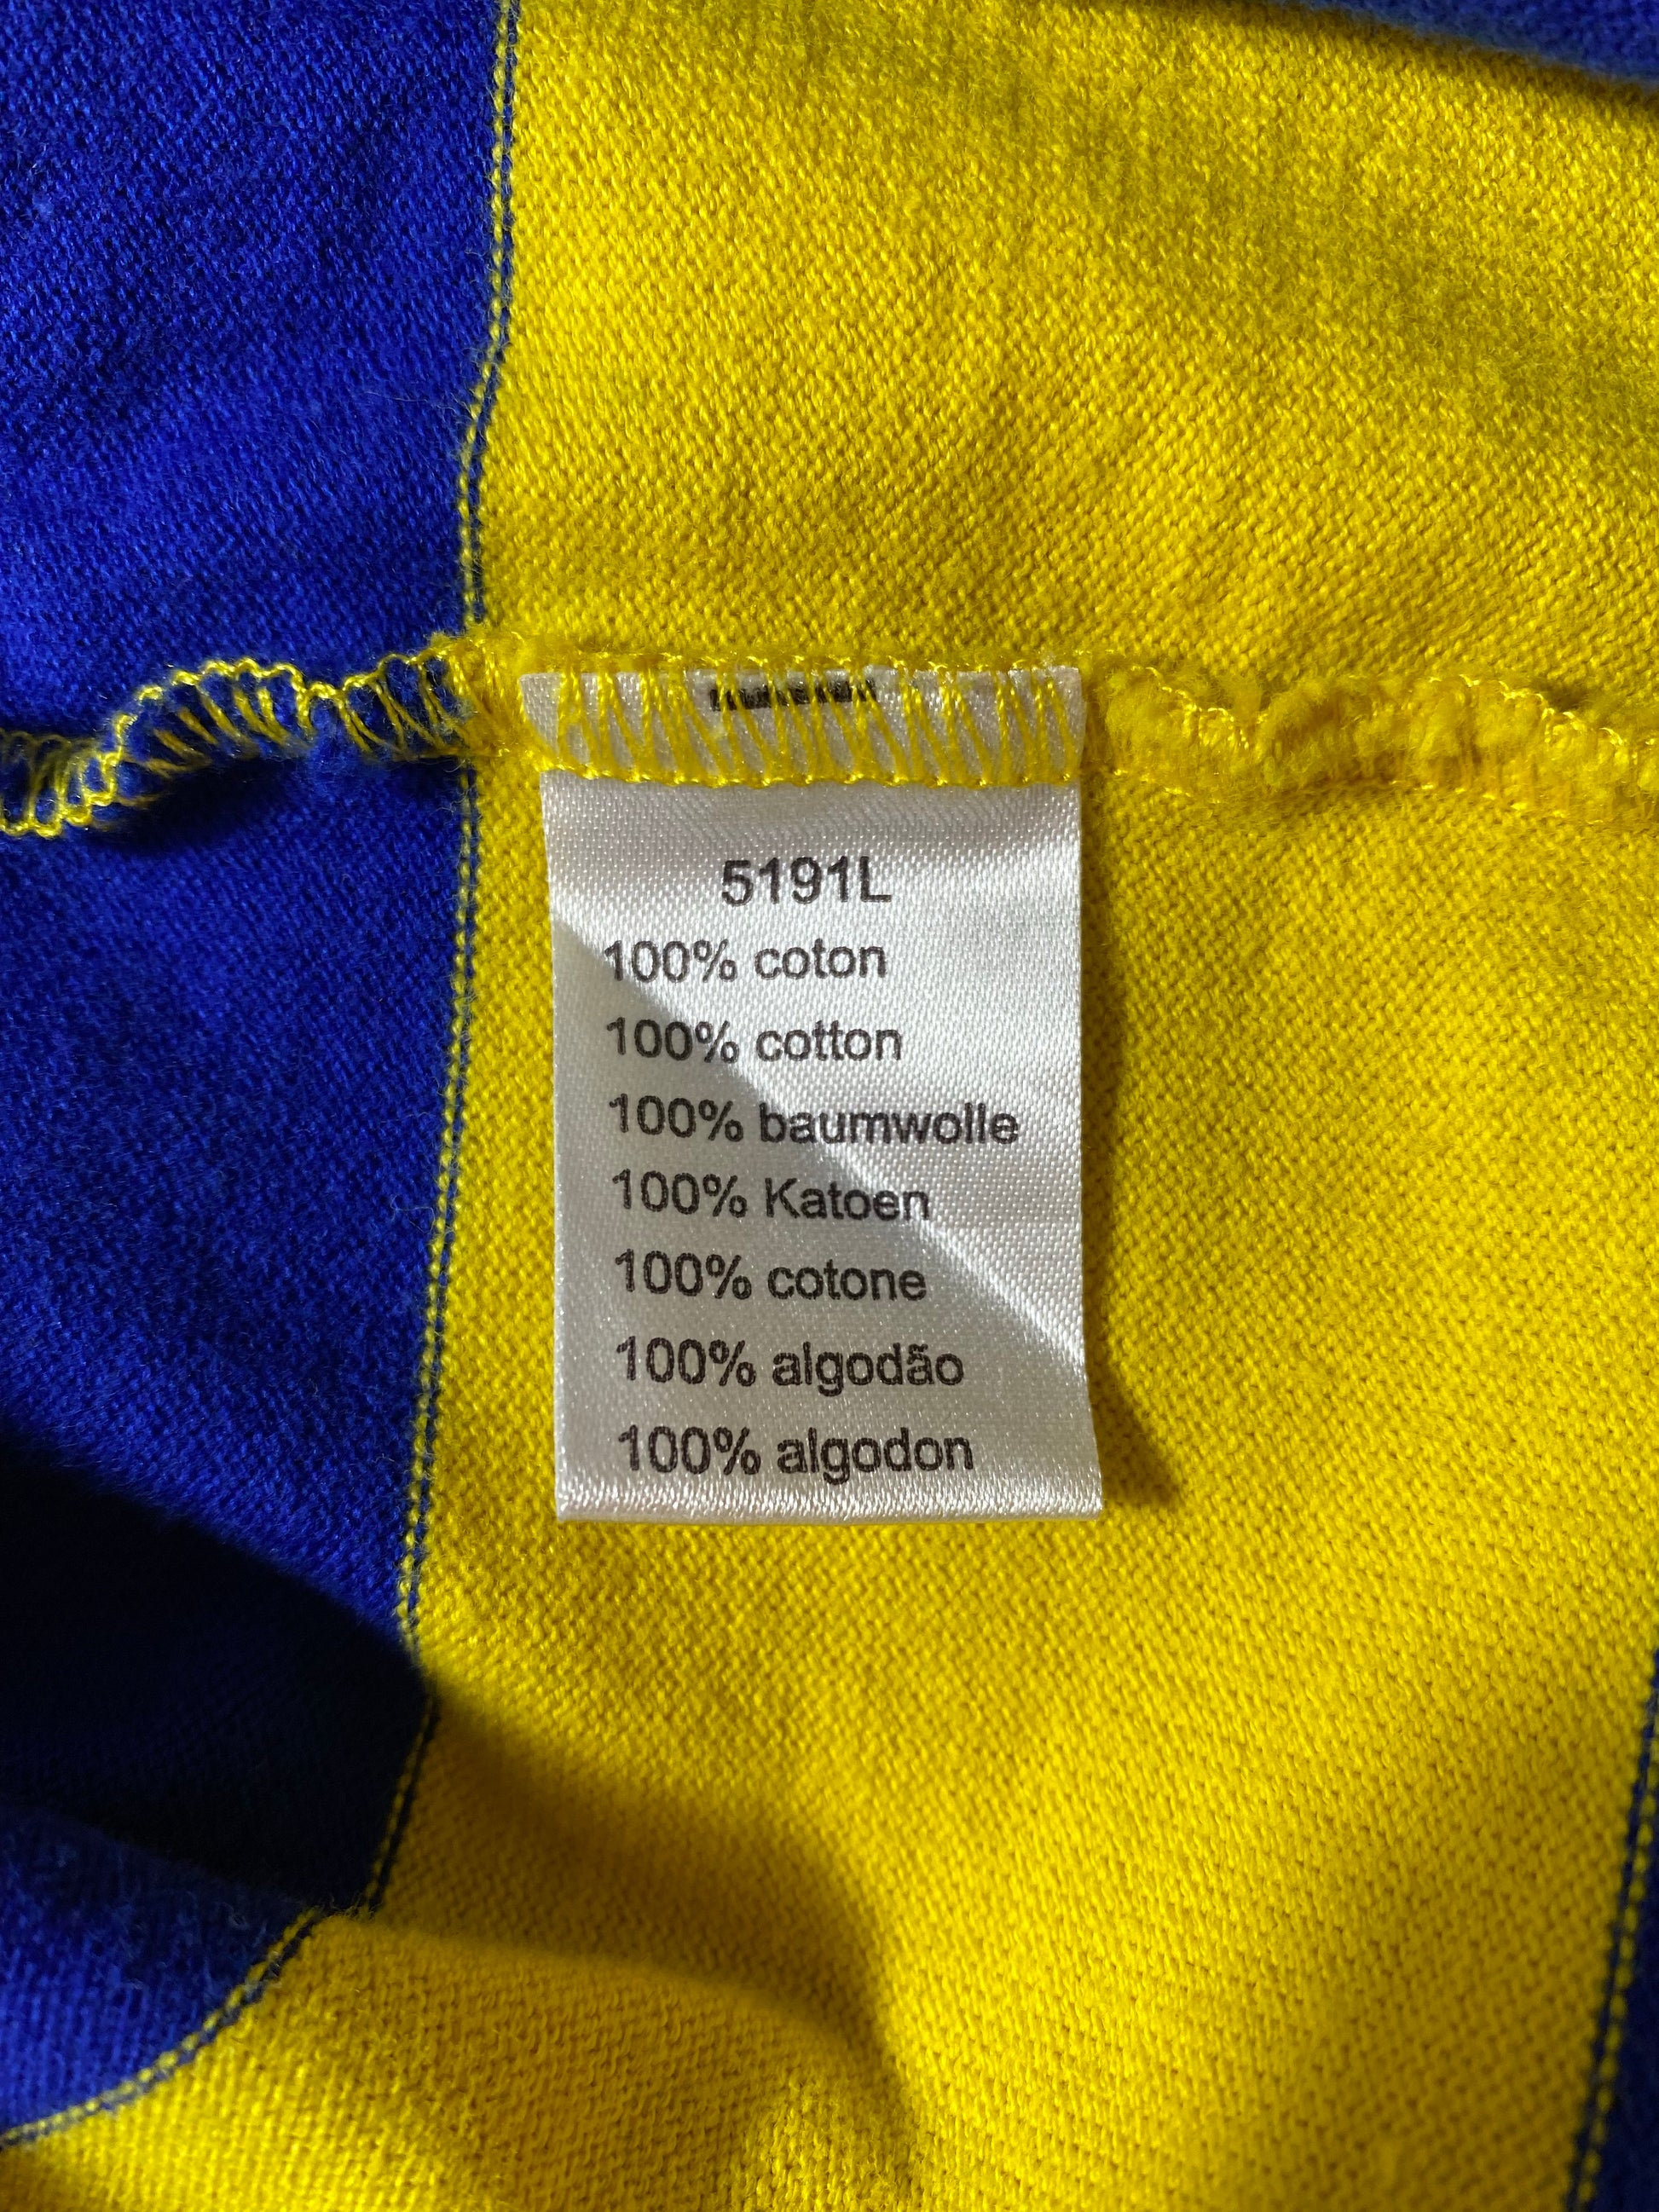 5191L
100% coton
100% cotton
100% baumwolle
100% Katoen
100% cotone
100% algodão
100% algodon